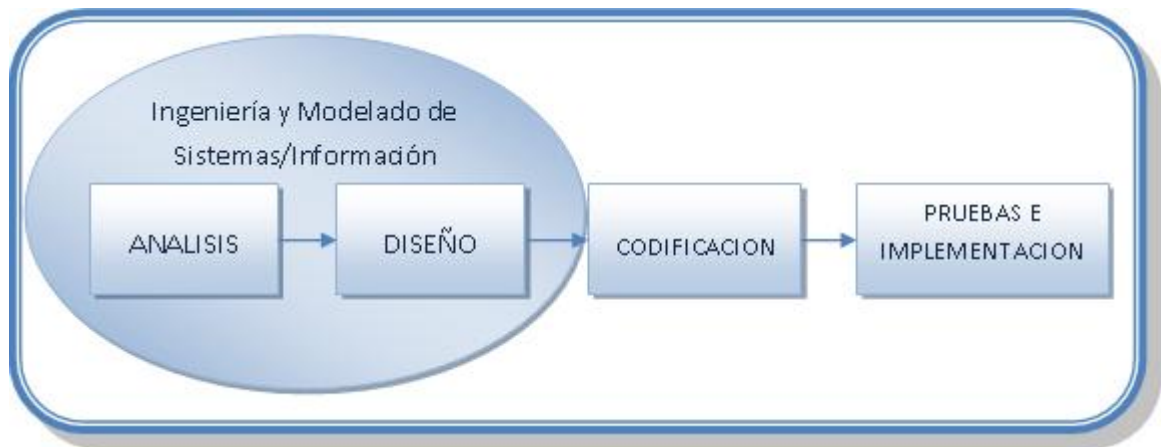 Ingeniería y Modelado de
Sistemas/Información
ANALISIS
DISEÑO
CODIFICACION
PRUEBAS E
IMPLEMENTACION